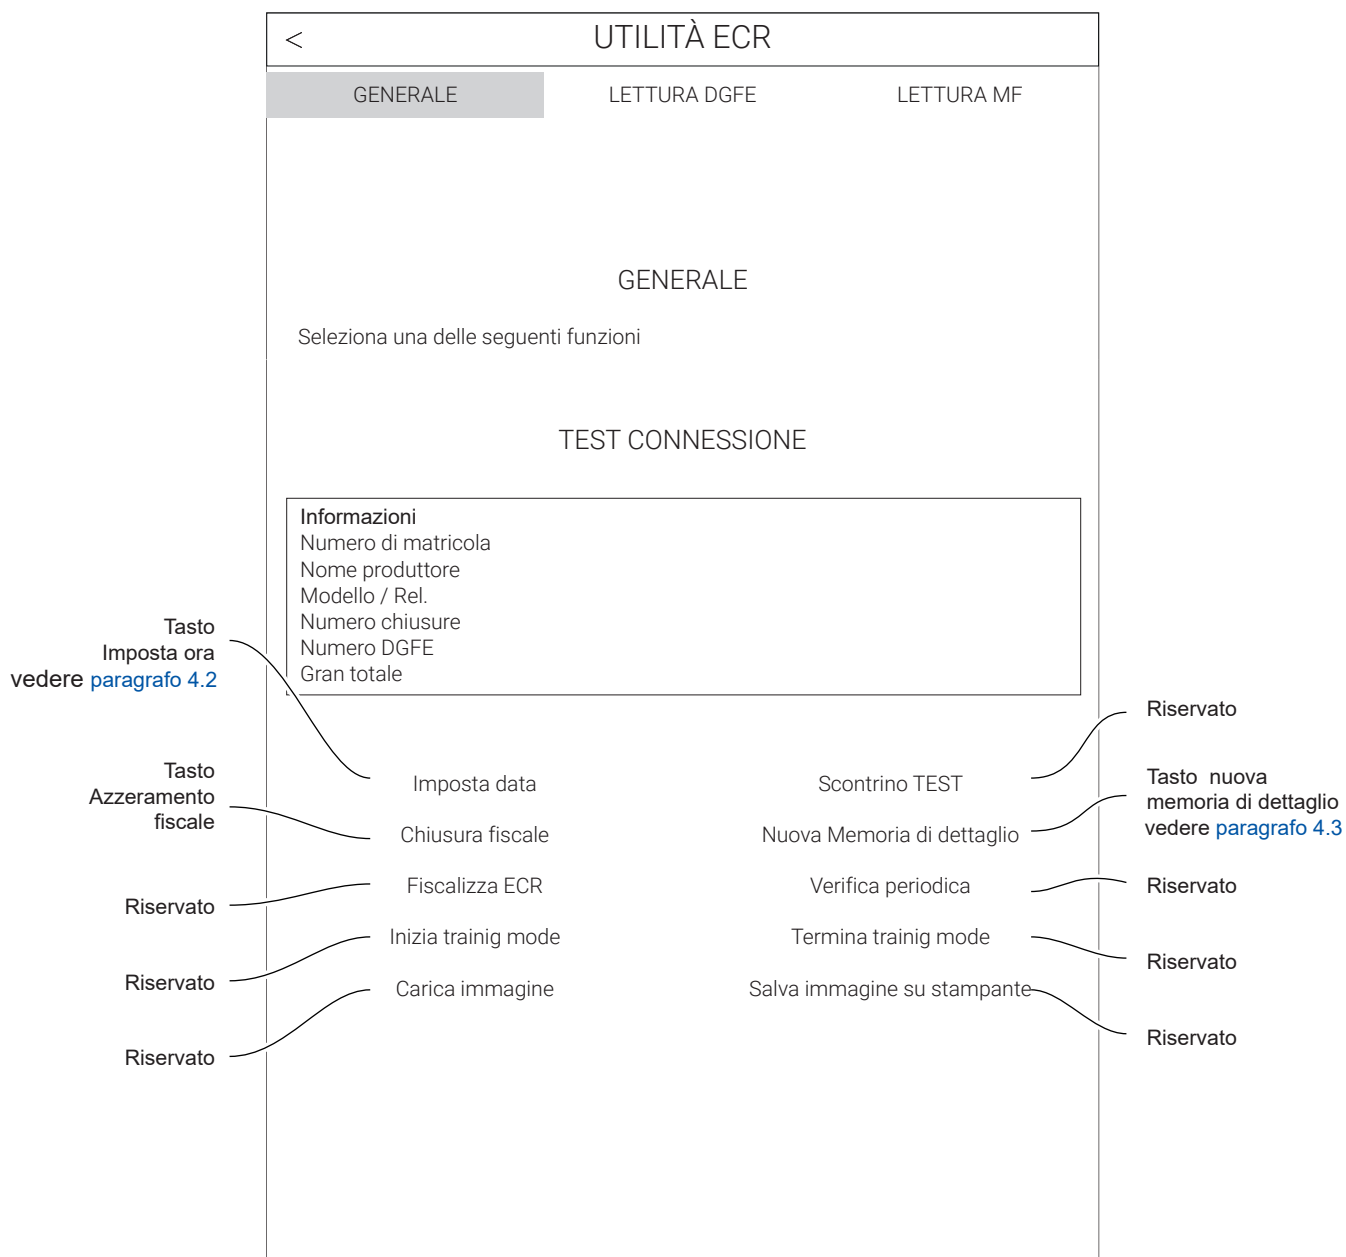 < UTILITÀ ECR
GENERALE LETTURA DGFE LETTURA MF
GENERALE
Seleziona una delle seguenti funzioni
TEST CONNESSIONE
Informazioni
Numero di matricola
Nome produttore
Modello / Rel.
Numero chiusure
Numero DGFE
Gran totale
Tasto
Imposta ora
vedere paragrafo 4.2
Tasto
Azzeramento
fiscale
Riservato
Riservato
Riservato
Imposta data
Chiusura fiscale
Fiscalizza ECR
Inizia trainig mode
Carica immagine
Scontrino TEST
Nuova Memoria di dettaglio
Verifica periodica
Termina trainig mode
Salva immagine su stampante
Riservato
Tasto nuova
memoria di dettaglio
vedere paragrafo 4.3
Riservato
Riservato
Riservato